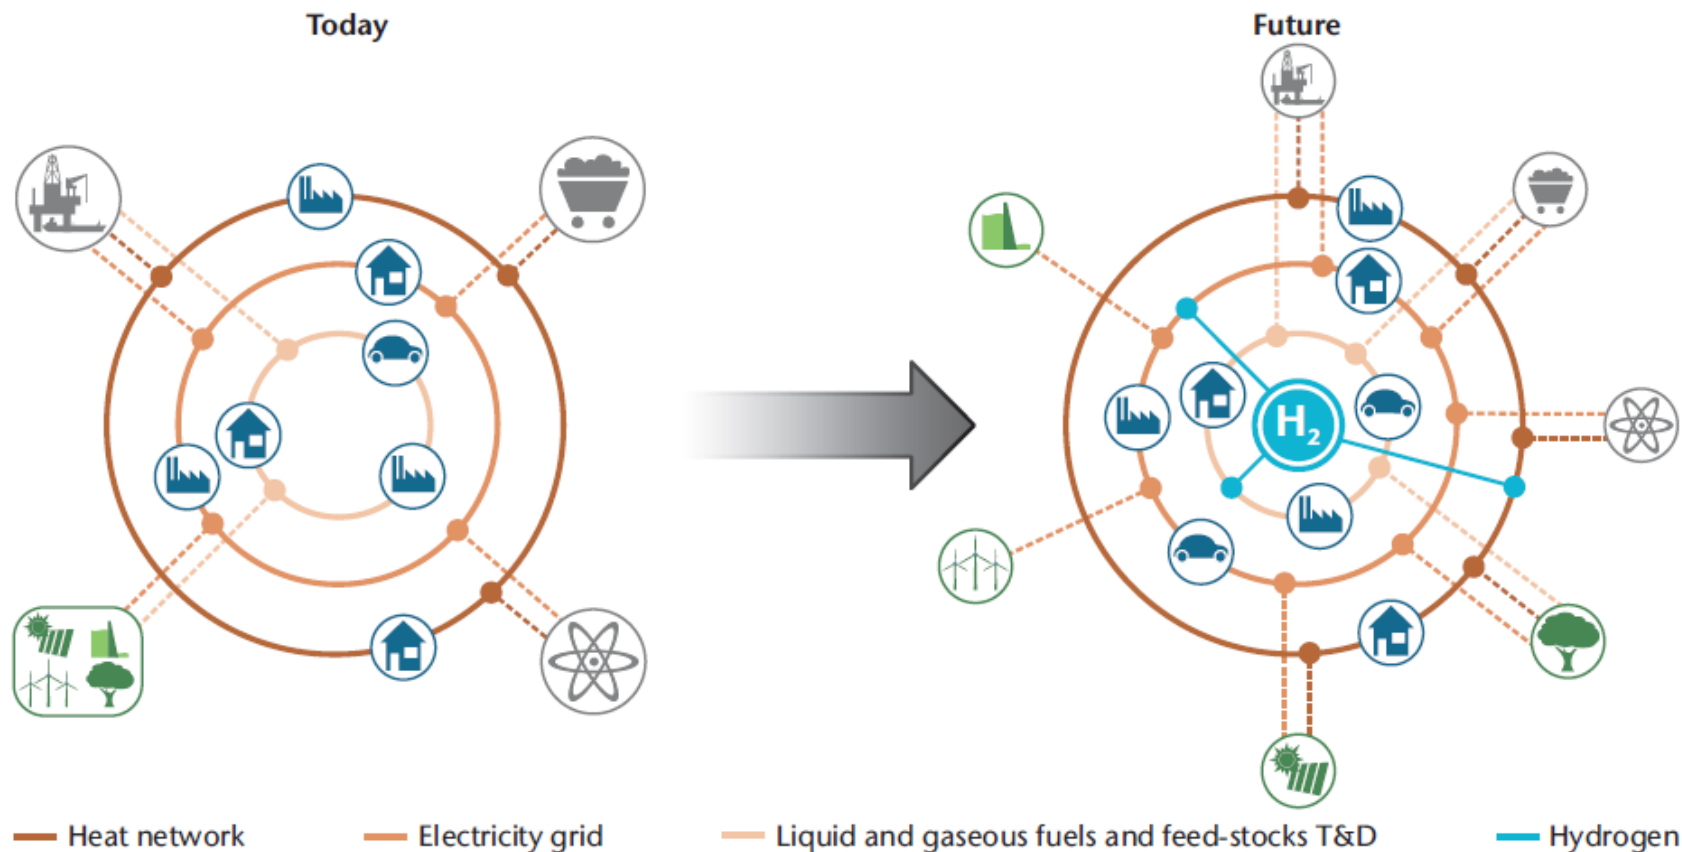 Today
Future
H₂
Heat network
Electricity grid
Liquid and gaseous fuels and feed-stocks T&D
Hydrogen